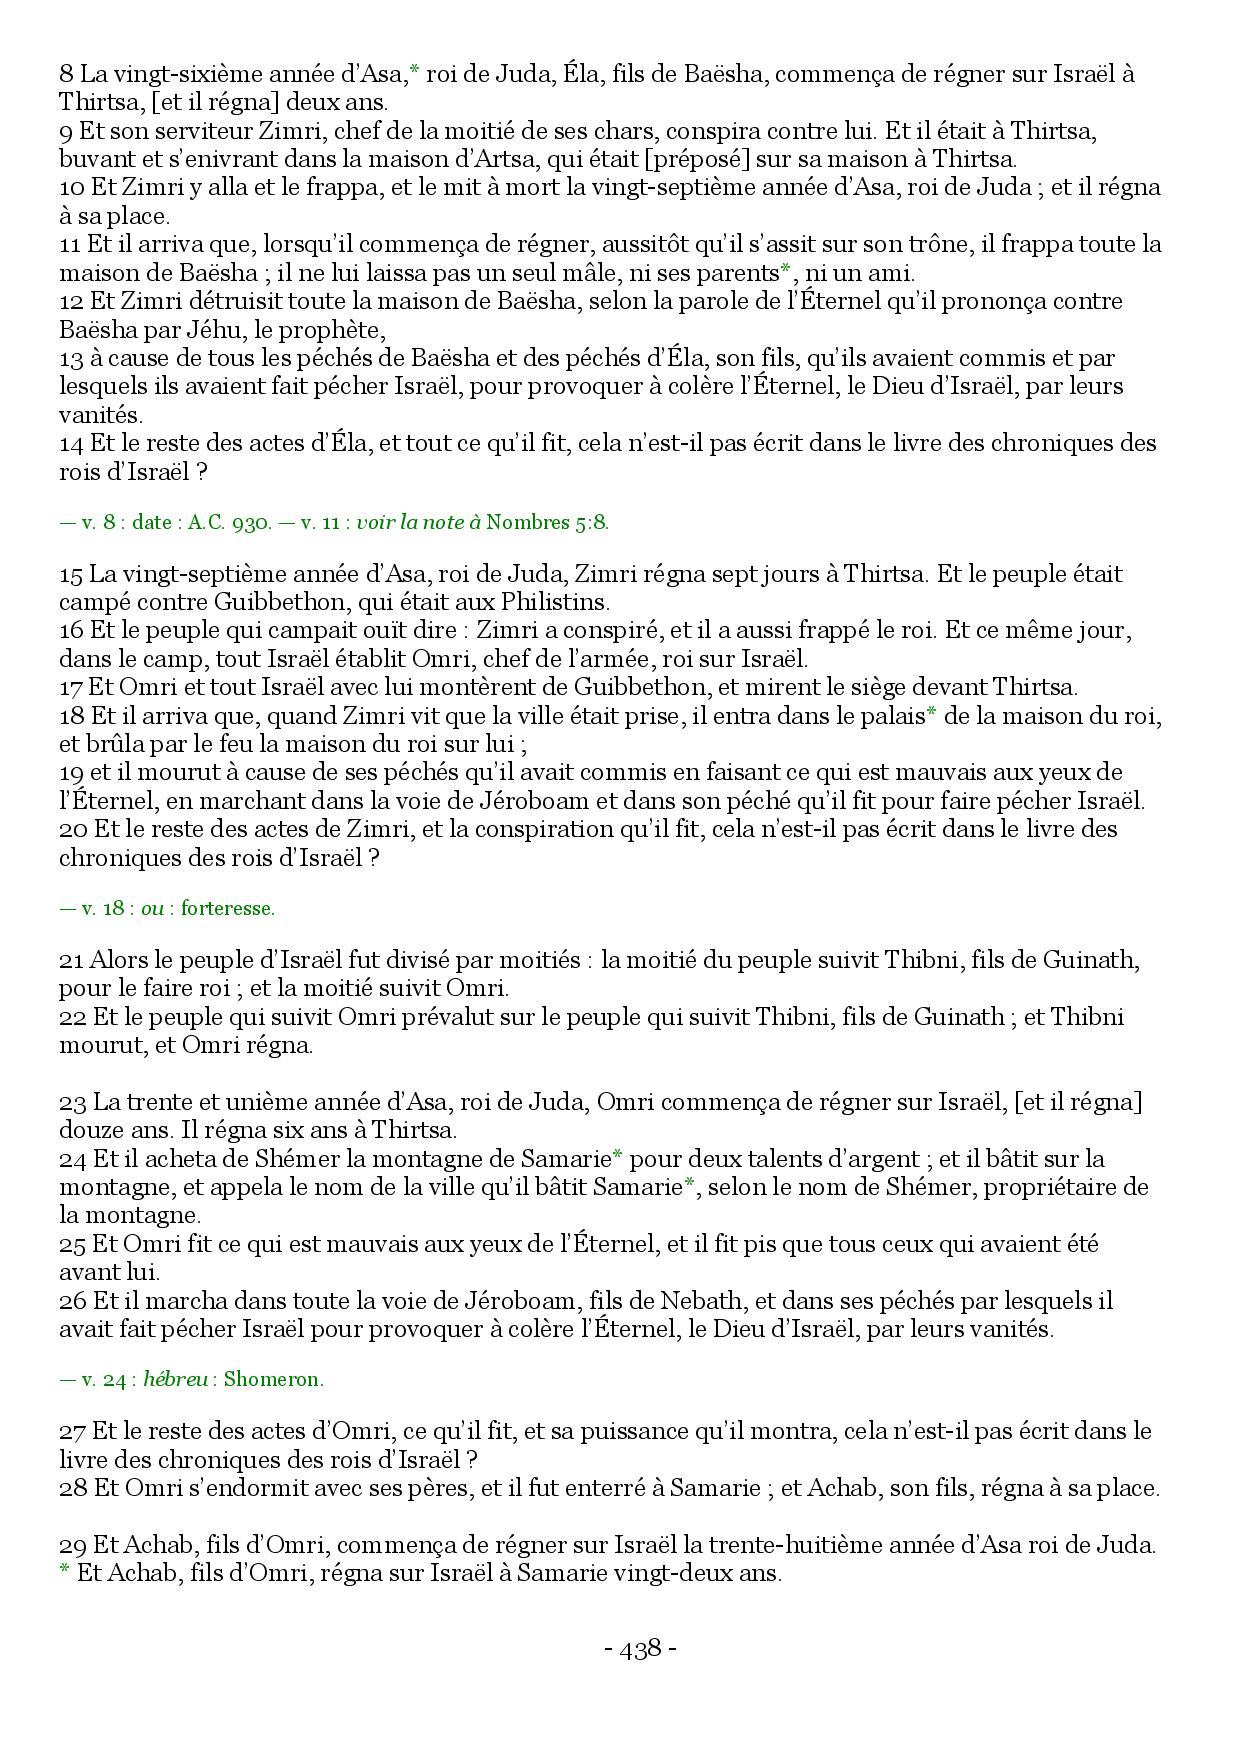 8 La vingt-sixième année d’Asa,* roi de Juda, Éla, fils de Baësha, commença de régner sur Israël à
Thirtsa, [et il régna] deux ans.
9 Et son serviteur Zimri, chef de la moitié de ses chars, conspira contre lui. Et il était à Thirtsa,
buvant et s’enivrant dans la maison d’Artsa, qui était [préposé] sur sa maison à Thirtsa.
10 Et Zimri y alla et le frappa, et le mit à mort la vingt-septième année d’Asa, roi de Juda ; et il régna
à sa place.
11 Et il arriva que, lorsqu’il commença de régner, aussitôt qu’il s’assit sur son trône, il frappa toute la
maison de Baësha ; il ne lui laissa pas un seul mâle, ni ses parents*, ni un ami.
12 Et Zimri détruisit toute la maison de Baësha, selon la parole de l’Éternel qu’il prononça contre
Baësha par Jéhu, le prophète,
13 à cause de tous les péchés de Baësha et des péchés d’Éla, son fils, qu’ils avaient commis et par
lesquels ils avaient fait pécher Israël, pour provoquer à colère l’Éternel, le Dieu d’Israël, par leurs
vanités.
14 Et le reste des actes d’Éla, et tout ce qu’il fit, cela n’est-il pas écrit dans le livre des chroniques des
rois d’Israël ?
— v. 8 : date : A.C. 930. — v. 11 : voir la note à Nombres 5:8.
15 La vingt-septième année d’Asa, roi de Juda, Zimri régna sept jours à Thirtsa. Et le peuple était
campé contre Guibbethon, qui était aux Philistins.
16 Et le peuple qui campait ouït dire : Zimri a conspiré, et il a aussi frappé le roi. Et ce même jour,
dans le camp, tout Israël établit Omri, chef de l’armée, roi sur Israël.
17 Et Omri et tout Israël avec lui montèrent de Guibbethon, et mirent le siège devant Thirtsa.
18 Et il arriva que, quand Zimri vit que la ville était prise, il entra dans le palais* de la maison du roi,
et brûla par le feu la maison du roi sur lui ;
19 et il mourut à cause de ses péchés qu’il avait commis en faisant ce qui est mauvais aux yeux de
l’Éternel, en marchant dans la voie de Jéroboam et dans son péché qu’il fit pour faire pécher Israël.
20 Et le reste des actes de Zimri, et la conspiration qu’il fit, cela n’est-il pas écrit dans le livre des
chroniques des rois d’Israël ?
— v. 18 : ou : forteresse.
21 Alors le peuple d’Israël fut divisé par moitiés : la moitié du peuple suivit Thibni, fils de Guinath,
pour le faire roi ; et la moitié suivit Omri.
22 Et le peuple qui suivit Omri prévalut sur le peuple qui suivit Thibni, fils de Guinath ; et Thibni
mourut, et Omri régna.
23 La trente et unième année d’Asa, roi de Juda, Omri commença de régner sur Israël, [et il régna]
douze ans. Il régna six ans à Thirtsa.
24 Et il acheta de Shémer la montagne de Samarie* pour deux talents d’argent ; et il bâtit sur la
montagne, et appela le nom de la ville qu’il bâtit Samarie*, selon le nom de Shémer, propriétaire de
la montagne.
25 Et Omri fit ce qui est mauvais aux yeux de l’Éternel, et il fit pis que tous ceux qui avaient été
avant lui.
26 Et il marcha dans toute la voie de Jéroboam, fils de Nebath, et dans ses péchés par lesquels il
avait fait pécher Israël pour provoquer à colère l’Éternel, le Dieu d’Israël, par leurs vanités.
— v. 24 : hébreu : Shomeron.
27 Et le reste des actes d’Omri, ce qu’il fit, et sa puissance qu’il montra, cela n’est-il pas écrit dans le
livre des chroniques des rois d’Israël ?
28 Et Omri s’endormit avec ses pères, et il fut enterré à Samarie ; et Achab, son fils, régna à sa place.
29 Et Achab, fils d’Omri, commença de régner sur Israël la trente-huitième année d’Asa roi de Juda.
* Et Achab, fils d’Omri, régna sur Israël à Samarie vingt-deux ans.
- 438 -